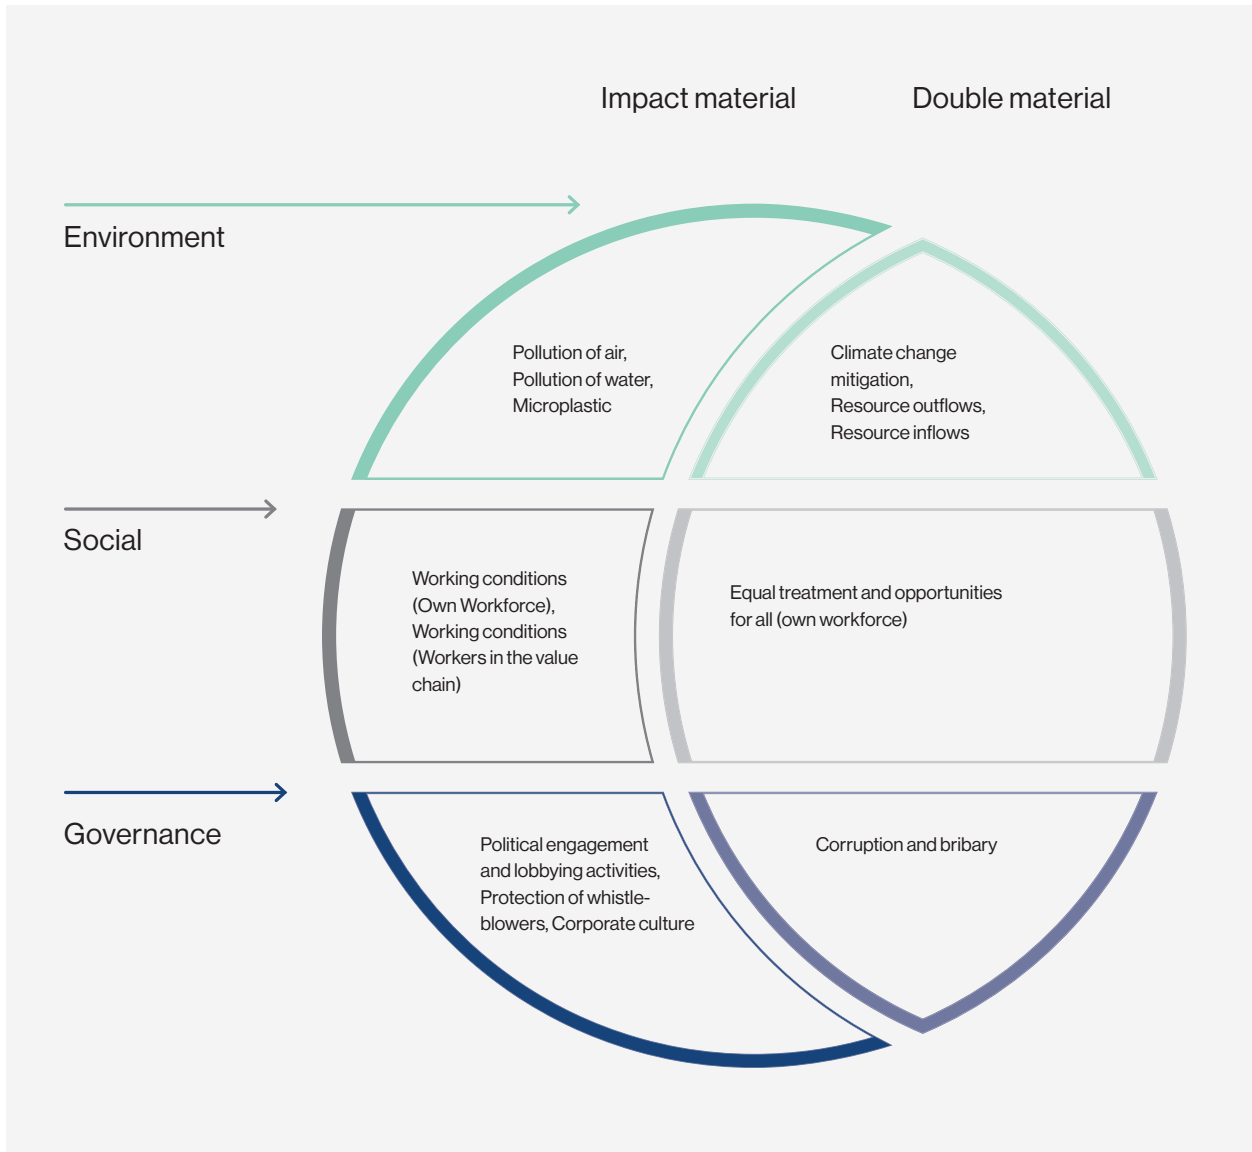 Impact material
Double material
Environment
Pollution of air,
Pollution of water,
Microplastic
Climate change
mitigation,
Resource outflows,
Resource inflows
Social
Working conditions
(Own Workforce),
Working conditions
(Workers in the value
chain)
Equal treatment and opportunities
for all (own workforce)
Governance
Political engagement
and lobbying activities,
Protection of whistle-
blowers, Corporate culture
Corruption and bribary